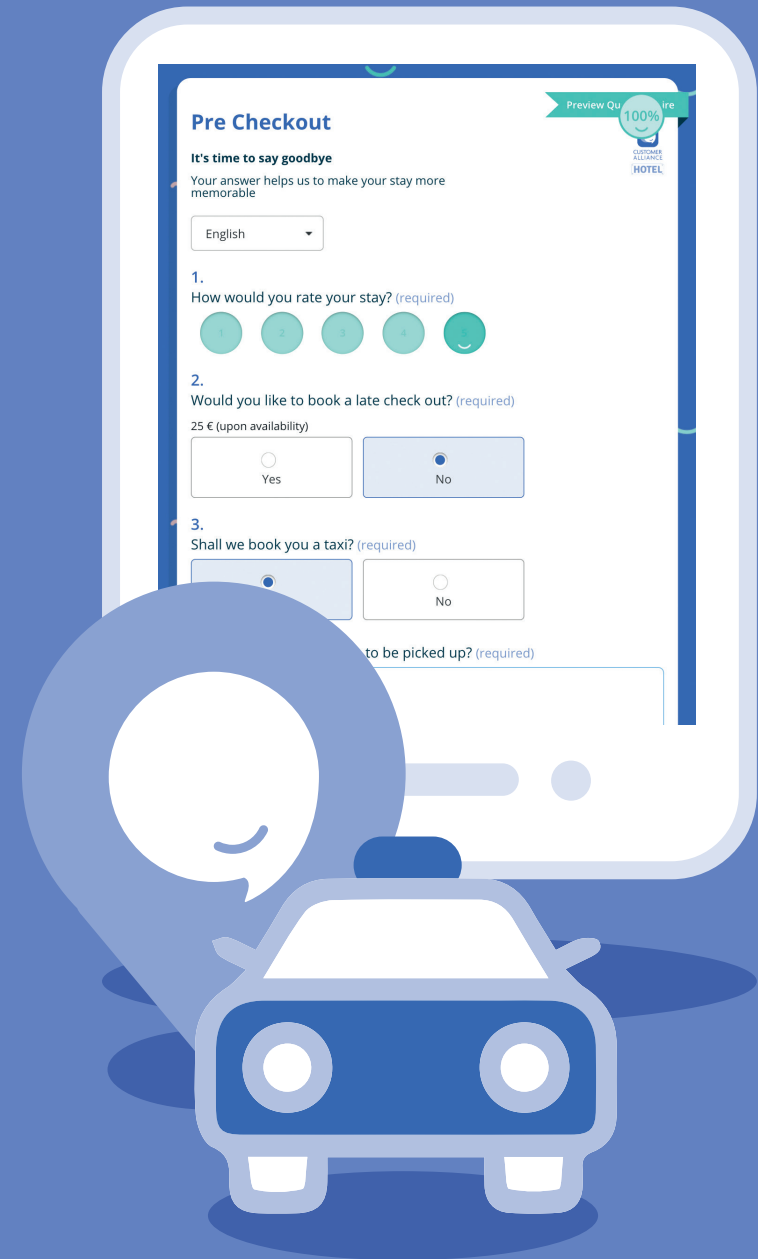 Preview Qu
100%
Pre Checkout
CUSTOMER
ALLIANCE
HOTEL
It's time to say goodbye
Your answer helps us to make your stay more
memorable
English
1.
How would you rate your stay? (required)
1 2 3 4 5
2.
Would you like to book a late check out? (required)
25 € (upon availability)
Yes No
3.
Shall we book you a taxi? (required)
No
to be picked up? (required)